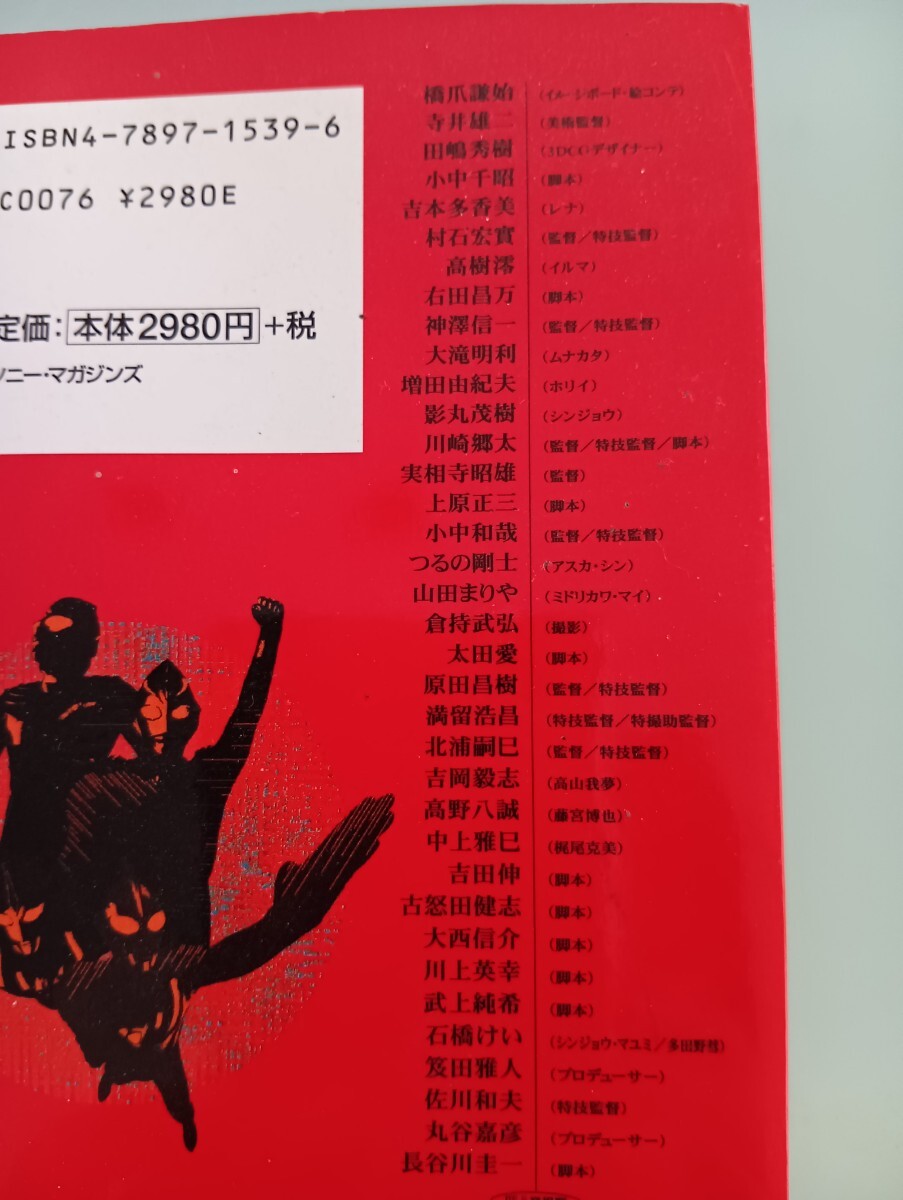 ISBN4-7897-1539-6
C0076 ¥2980E
定価：本体2980円+税
ソニー・マガジンズ
橋爪謙始 （イメージボード・絵コンテ）
寺井雄二 （美術監督）
田嶋秀樹 （3DCGデザイナー）
小中千昭 （脚本）
吉本多香美 （レナ）
村石宏實 （監督／特技監督）
高樹澪 （イルマ）
右田昌万 （脚本）
神澤信一 （監督／特技監督）
大滝明利 （ムナカタ）
増田由紀夫 （ホリイ）
影丸茂樹 （シンジョウ）
川崎郷太 （監督／特技監督／脚本）
実相寺昭雄 （監督）
上原正三 （脚本）
小中和哉 （監督／特技監督）
つるの剛士 （アスカ・シン）
山田まりや （ミドリカワ・マイ）
倉持武弘 （撮影）
太田愛 （脚本）
原田昌樹 （監督／特技監督）
満留浩昌 （特技監督／特撮助監督）
北浦嗣巳 （監督／特技監督）
吉岡毅志 （高山我夢）
高野八誠 （藤宮博也）
中上雅巳 （梶尾克美）
吉田伸 （脚本）
古怒田健志 （脚本）
大西信介 （脚本）
川上英幸 （脚本）
武上純希 （脚本）
石橋けい （シンジョウ・マユミ／多田野彗）
笈田雅人 （プロデューサー）
佐川和夫 （特技監督）
丸谷嘉彦 （プロデューサー）
長谷川圭一 （脚本）